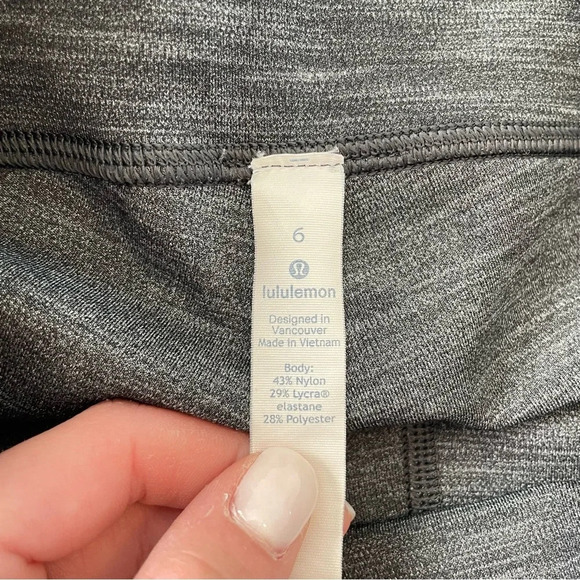 6
lululemon
Designed in
Vancouver
Made in Vietnam
Body:
43% Nylon
29% Lycra®
elastane
28% Polyester